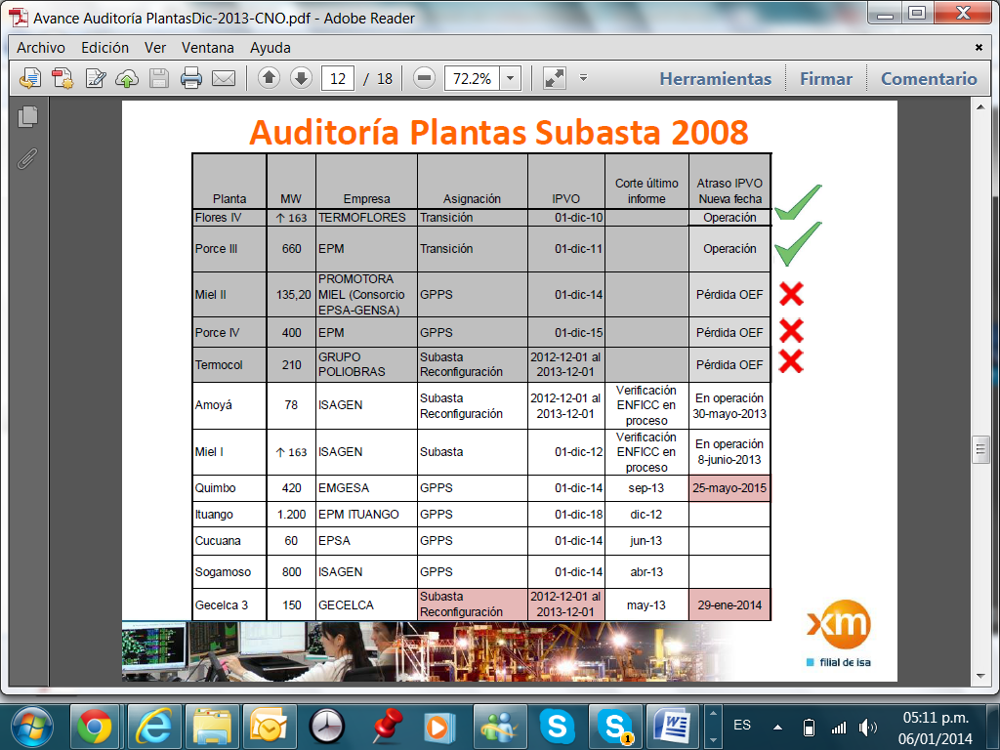 Avance Auditoría PlantasDic-2013-CNO.pdf - Adobe Reader
Archivo Edición Ver Ventana Ayuda
12 / 18 72.2% Herramientas Firmar Comentario
Auditoría Plantas Subasta 2008
Planta MW Empresa Asignación IPVO Corte último informe Atraso IPVO Nueva fecha
Flores IV ↑ 163 TERMOFLORES Transición 01-dic-10 Operación
Porce III 660 EPM Transición 01-dic-11 Operación
Miel II 135,20 PROMOTORA MIEL (Consorcio EPSA-GENSA) GPPS 01-dic-14 Pérdida OEF
Porce IV 400 EPM GPPS 01-dic-15 Pérdida OEF
Termocol 210 GRUPO POLIOBRAS Subasta Reconfiguración 2012-12-01 al 2013-12-01 Pérdida OEF
Amoyá 78 ISAGEN Subasta Reconfiguración 2012-12-01 al 2013-12-01 Verificación ENFICC en proceso En operación 30-mayo-2013
Miel I ↑ 163 ISAGEN Subasta 01-dic-12 Verificación ENFICC en proceso En operación 8-junio-2013
Quimbo 420 EMGESA GPPS 01-dic-14 sep-13 25-mayo-2015
Ituango 1.200 EPM ITUANGO GPPS 01-dic-18 dic-12
Cucuana 60 EPSA GPPS 01-dic-14 jun-13
Sogamoso 800 ISAGEN GPPS 01-dic-14 abr-13
Gecelca 3 150 GECELCA Subasta Reconfiguración 2012-12-01 al 2013-12-01 may-13 29-ene-2014
xm
filial de isa
1
ES
05:11 p.m.
06/01/2014